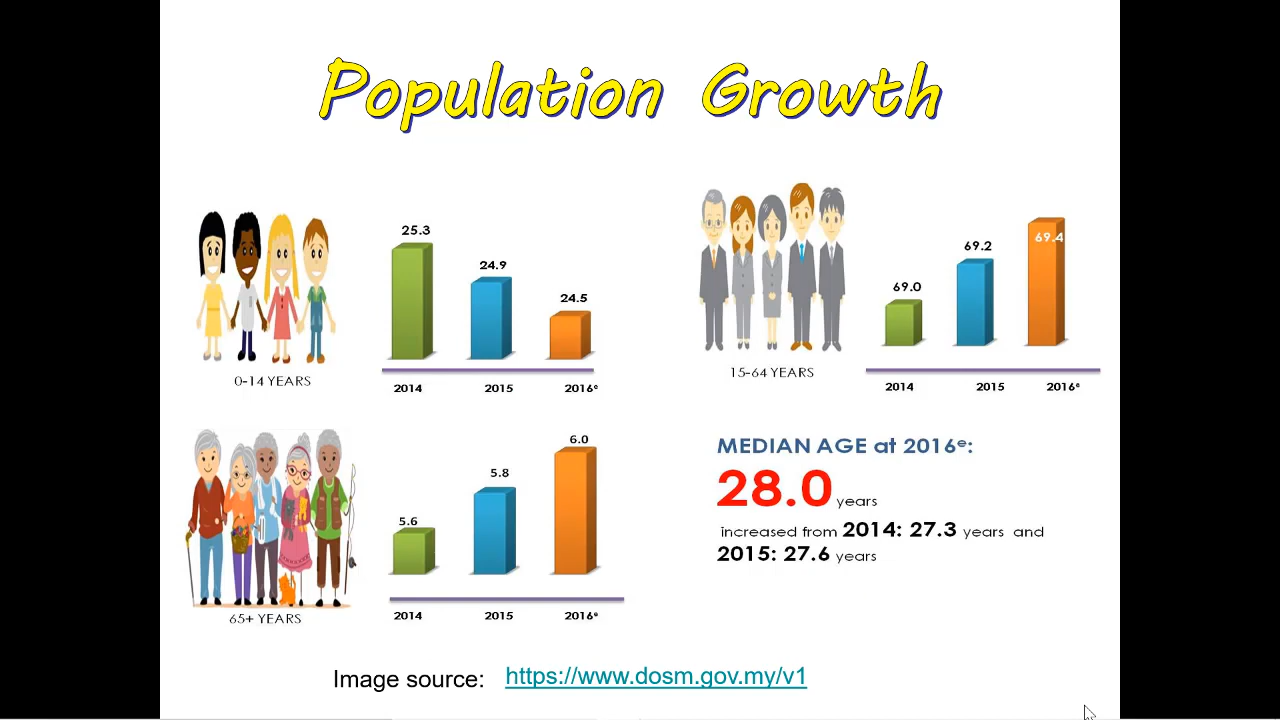 Population Growth
25.3
24.9
24.5
2014
2015
2016ᵉ
0-14 YEARS
69.0
69.2
69.4
2014
2015
2016ᵉ
15-64 YEARS
5.6
5.8
6.0
2014
2015
2016ᵉ
65+ YEARS
MEDIAN AGE at 2016ᵉ:
28.0 years
increased from 2014: 27.3 years and
2015: 27.6 years
Image source: https://www.dosm.gov.my/v1